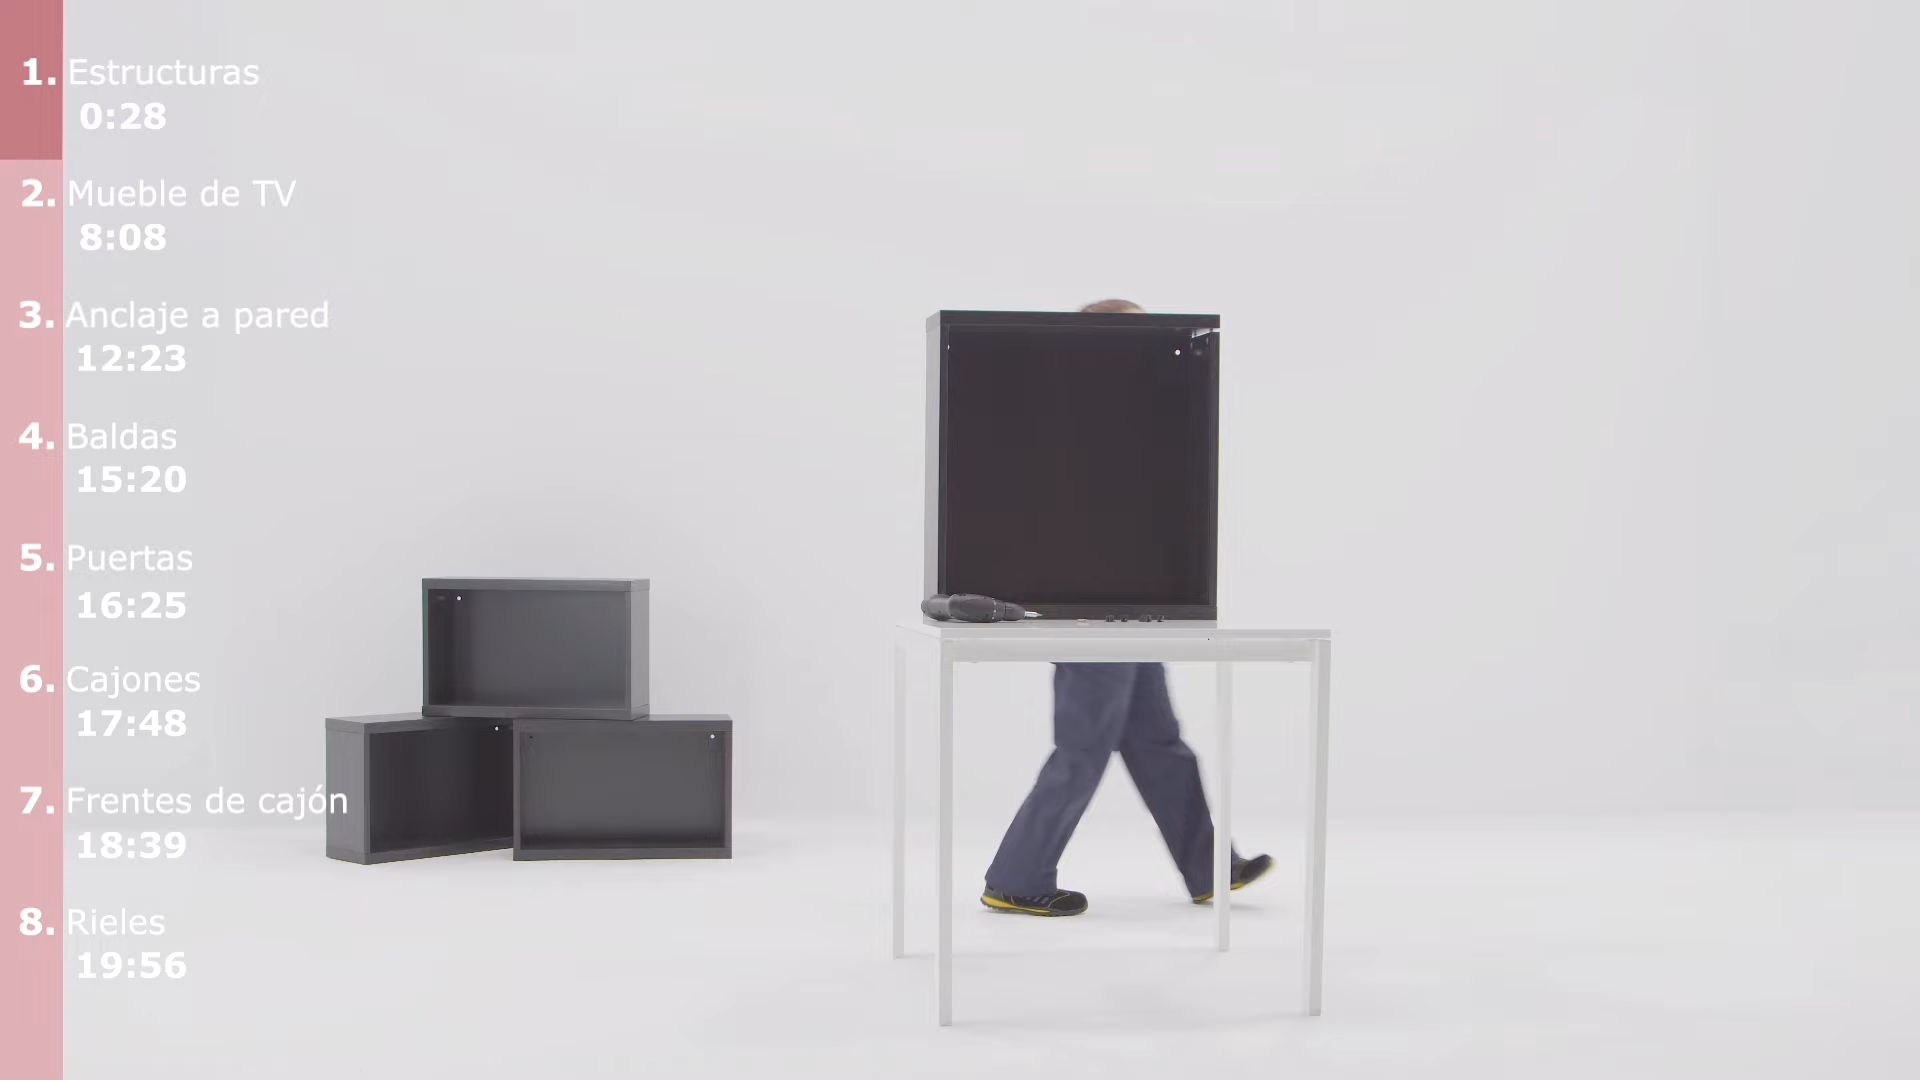 1. Estructuras
0:28
2. Mueble de TV
8:08
3. Anclaje a pared
12:23
4. Baldas
15:20
5. Puertas
16:25
6. Cajones
17:48
7. Frentes de cajón
18:39
8. Rieles
19:56